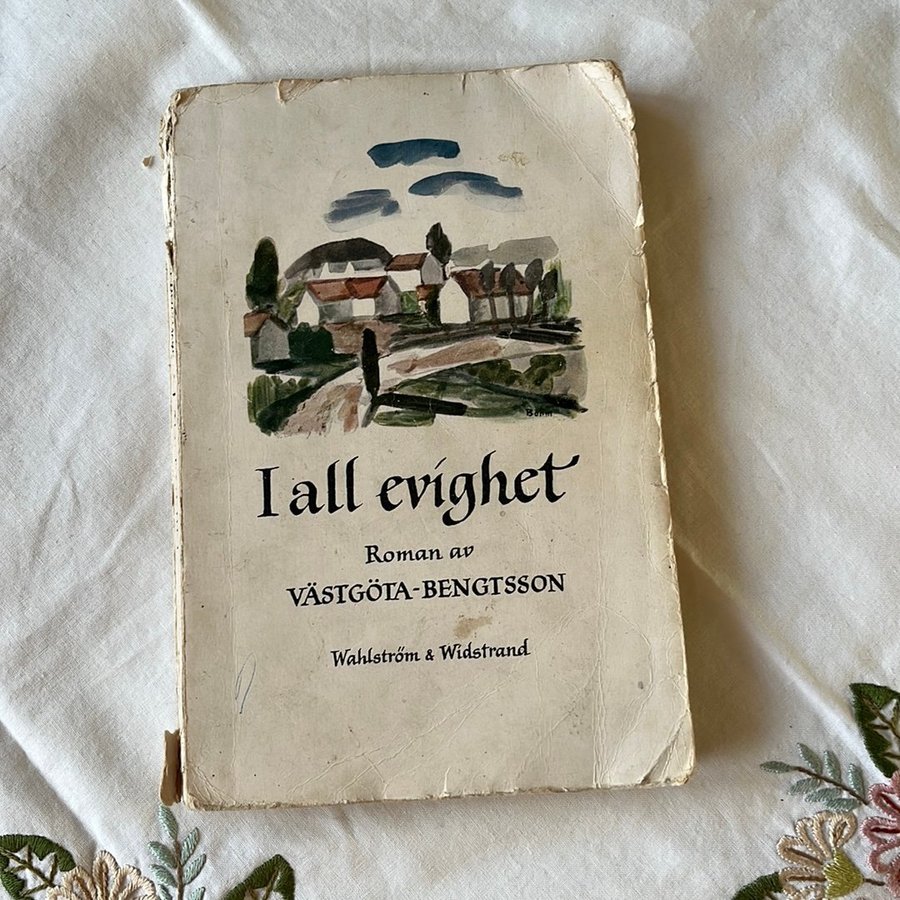 I all evighet
Roman av
VÄSTGÖTA-BENGTSSON
Wahlström & Widstrand